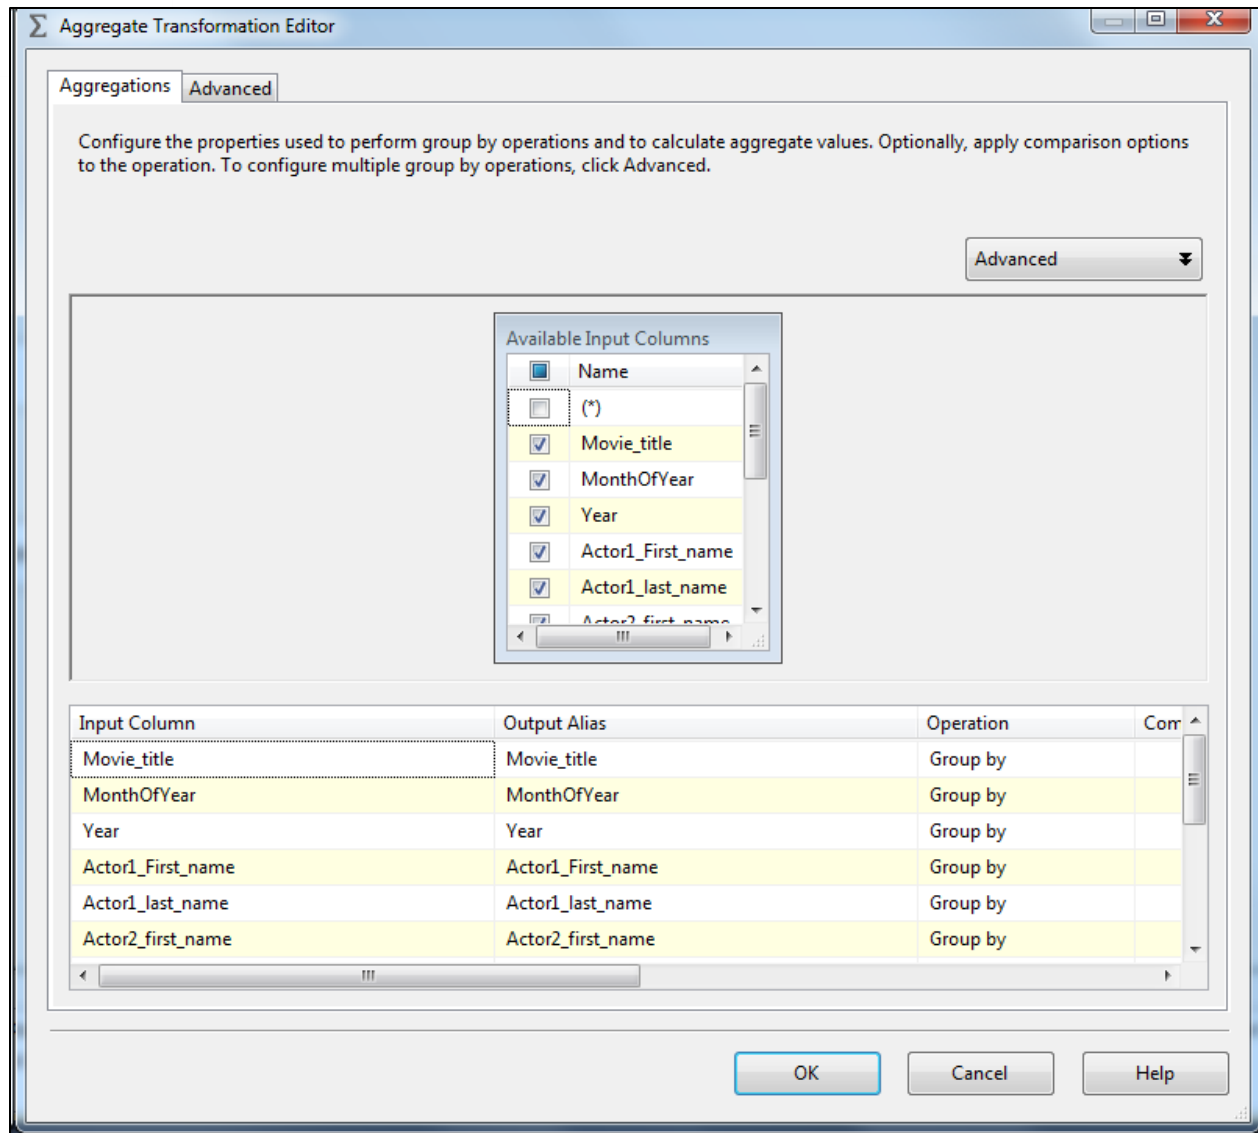 Aggregate Transformation Editor
Aggregations Advanced
Configure the properties used to perform group by operations and to calculate aggregate values. Optionally, apply comparison options
to the operation. To configure multiple group by operations, click Advanced.
Advanced
Available Input Columns
Name
(*)
Movie_title
MonthOfYear
Year
Actor1_First_name
Actor1_last_name
Actor2_first_name
Input Column Output Alias Operation Com
Movie_title Movie_title Group by
MonthOfYear MonthOfYear Group by
Year Year Group by
Actor1_First_name Actor1_First_name Group by
Actor1_last_name Actor1_last_name Group by
Actor2_first_name Actor2_first_name Group by
OK Cancel Help